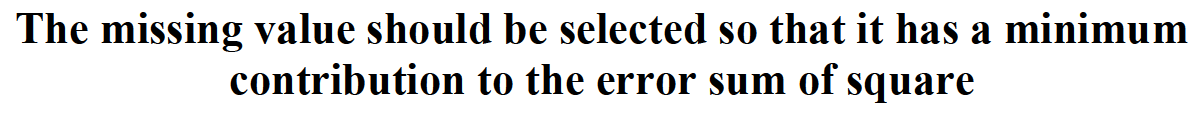 The missing value should be selected so that it has a minimum
contribution to the error sum of square